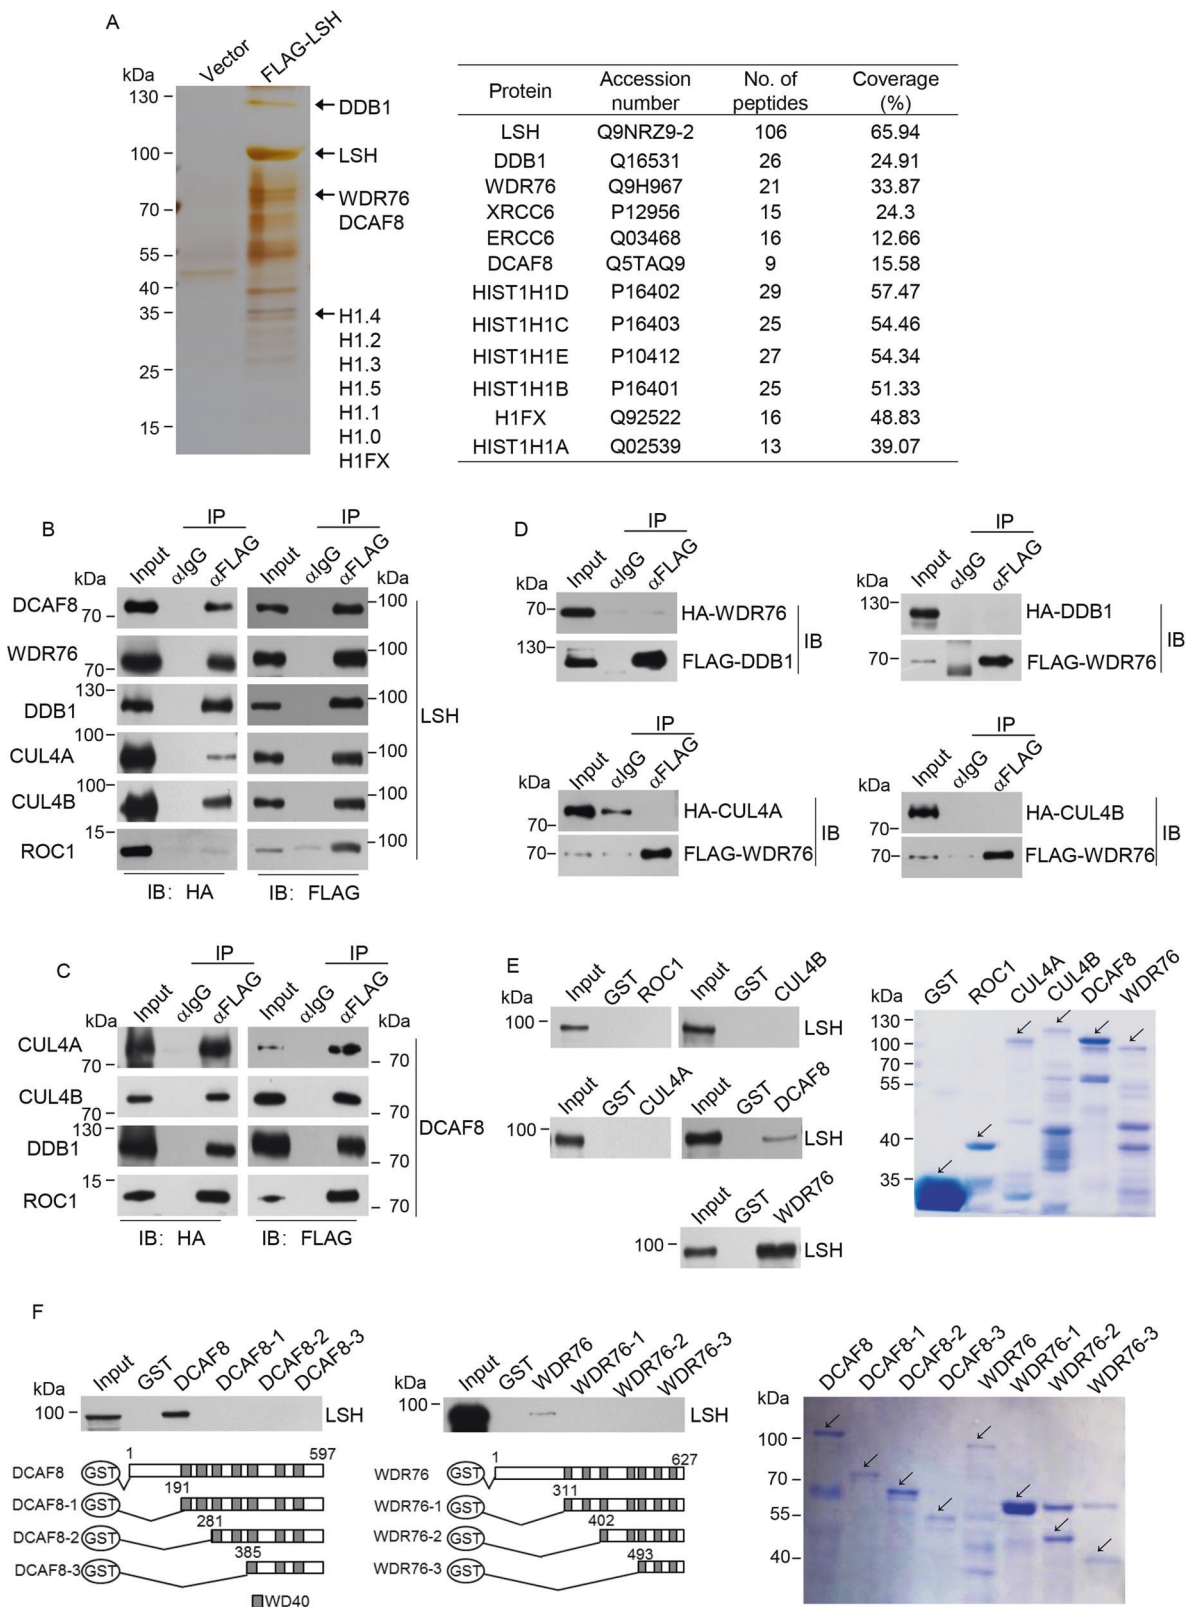 A
kDa
Vector
FLAG-LSH
130
100
70
55
40
35
25
15
DDB1
LSH
WDR76
DCAF8
H1.4
H1.2
H1.3
H1.5
H1.1
H1.0
H1FX
Protein Accession number No. of peptides Coverage (%)
LSH Q9NRZ9-2 106 65.94
DDB1 Q16531 26 24.91
WDR76 Q9H967 21 33.87
XRCC6 P12956 15 24.3
ERCC6 Q03468 16 12.66
DCAF8 Q5TAQ9 9 15.58
HIST1H1D P16402 29 57.47
HIST1H1C P16403 25 54.46
HIST1H1E P10412 27 54.34
HIST1H1B P16401 25 51.33
H1FX Q92522 16 48.83
HIST1H1A Q02539 13 39.07
B
IP IP
kDa Input αIgG αFLAG Input αIgG αFLAG kDa
DCAF8 70 100
WDR76 70 100
DDB1 130 100
CUL4A 100 100
CUL4B 100 100
ROC1 15 100
LSH
IB: HA IB: FLAG
C
IP IP
kDa Input αIgG αFLAG Input αIgG αFLAG kDa
CUL4A 70 70
CUL4B 70 70
DDB1 130 70
ROC1 15 70
DCAF8
IB: HA IB: FLAG
D
IP
kDa Input αIgG αFLAG
70 HA-WDR76
130 FLAG-DDB1
IB
IP
kDa Input αIgG αFLAG
130 HA-DDB1
70 FLAG-WDR76
IB
IP
kDa Input αIgG αFLAG
70 HA-CUL4A
70 FLAG-WDR76
IB
IP
kDa Input αIgG αFLAG
70 HA-CUL4B
70 FLAG-WDR76
IB
E
kDa Input GST ROC1 Input GST CUL4B
100 LSH
Input GST CUL4A Input GST DCAF8
100 LSH
Input GST WDR76
100 LSH
kDa GST ROC1 CUL4A CUL4B DCAF8 WDR76
130
100
70
55
40
35
F
kDa Input GST DCAF8 DCAF8-1 DCAF8-2 DCAF8-3
100 LSH
1 597
DCAF8 GST
191
DCAF8-1 GST
281
DCAF8-2 GST
385
DCAF8-3 GST
WD40
kDa Input GST WDR76 WDR76-1 WDR76-2 WDR76-3
100 LSH
1 627
WDR76 GST
311
WDR76-1 GST
402
WDR76-2 GST
493
WDR76-3 GST
kDa DCAF8 DCAF8-1 DCAF8-2 DCAF8-3 WDR76 WDR76-1 WDR76-2 WDR76-3
100
70
55
40